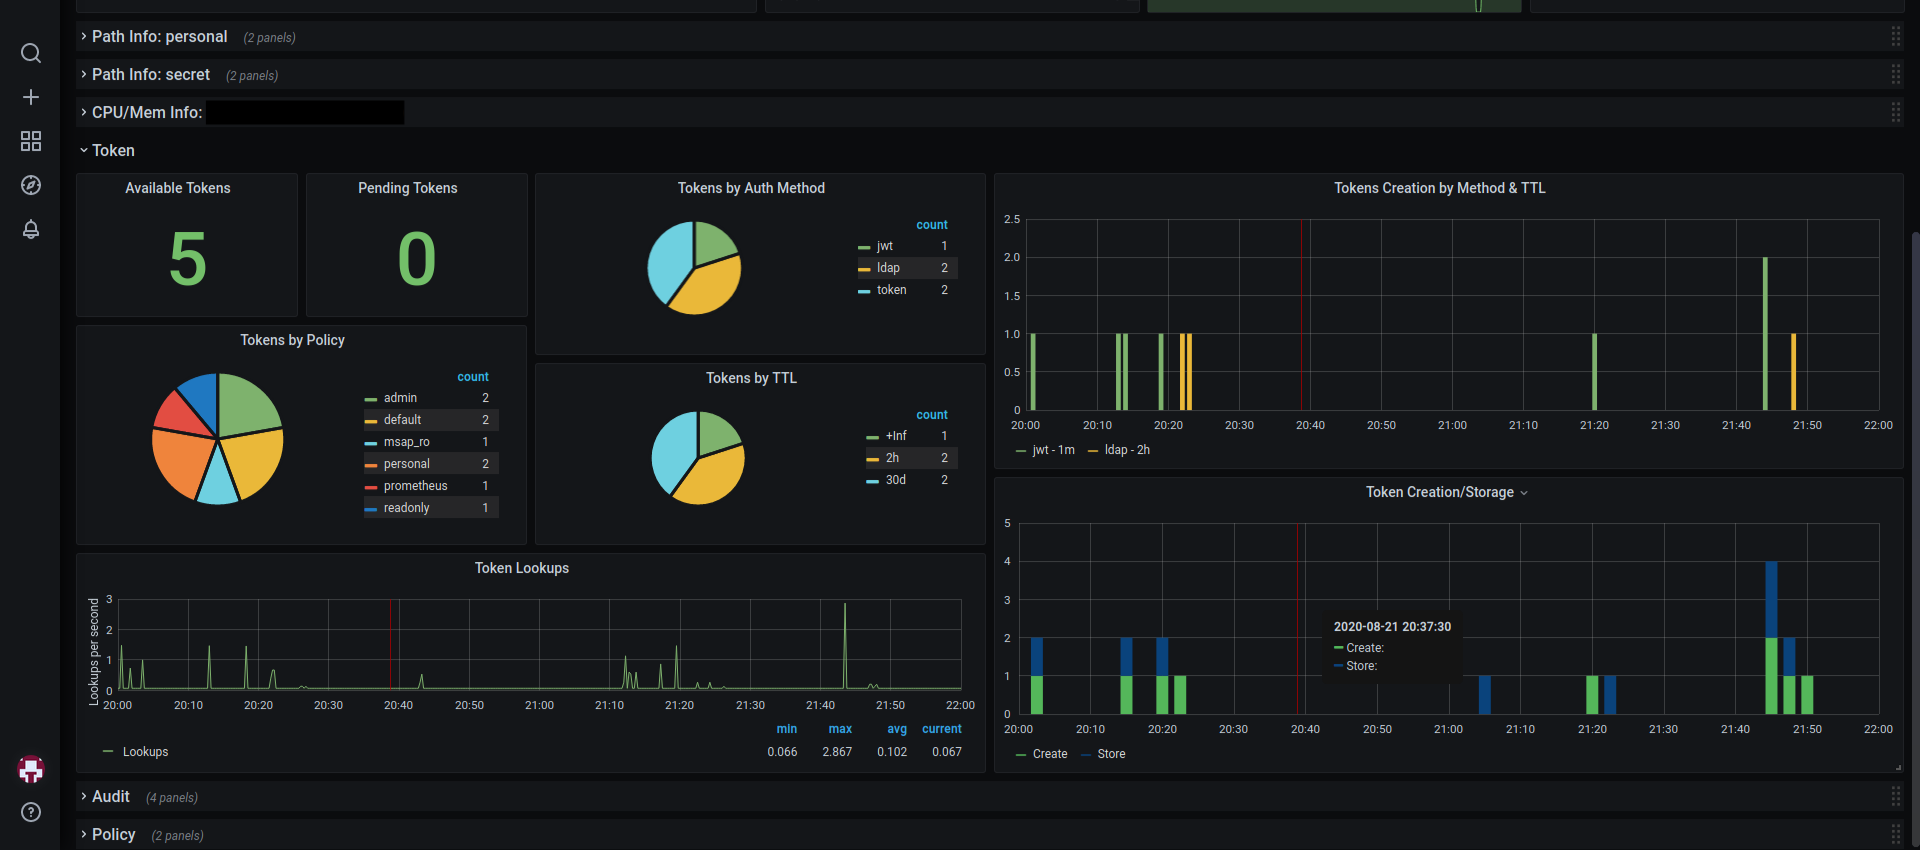 Path Info: personal (2 panels)
Path Info: secret (2 panels)
CPU/Mem Info:
Token
Available Tokens
5
Pending Tokens
0
Tokens by Auth Method
count
jwt 1
ldap 2
token 2
Tokens Creation by Method & TTL
2.5
2.0
1.5
1.0
0.5
0
20:00 20:10 20:20 20:30 20:40 20:50 21:00 21:10 21:20 21:30 21:40 21:50 22:00
jwt - 1m ldap - 2h
Tokens by Policy
count
admin 2
default 2
msap_ro 1
personal 2
prometheus 1
readonly 1
Tokens by TTL
count
+Inf 1
2h 2
30d 2
Token Creation/Storage
5
4
3
2
1
0
20:00 20:10 20:20 20:30 20:40 20:50 21:00 21:10 21:20 21:30 21:40 21:50 22:00
2020-08-21 20:37:30
Create:
Store:
Create Store
Token Lookups
Lookups per second
3
2
1
0
20:00 20:10 20:20 20:30 20:40 20:50 21:00 21:10 21:20 21:30 21:40 21:50 22:00
min max avg current
Lookups 0.066 2.867 0.102 0.067
Audit (4 panels)
Policy (2 panels)